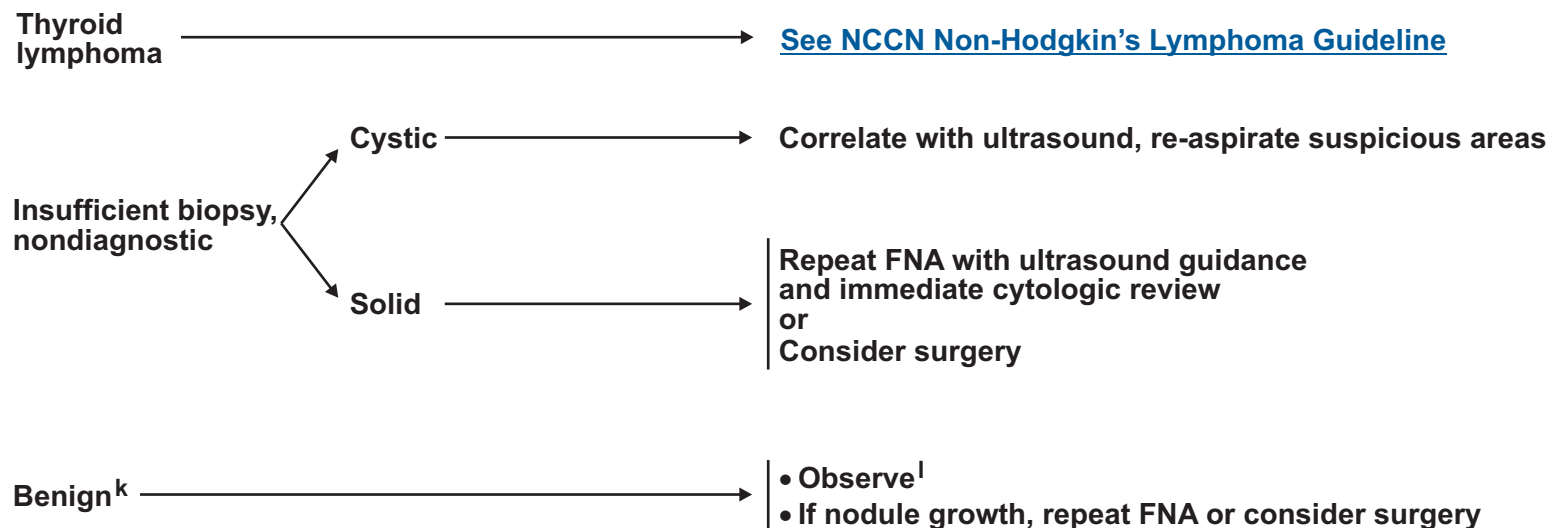 Thyroid
lymphoma
See NCCN Non-Hodgkin’s Lymphoma Guideline
Cystic
Correlate with ultrasound, re-aspirate suspicious areas
Insufficient biopsy,
nondiagnostic
Solid
Repeat FNA with ultrasound guidance
and immediate cytologic review
or
Consider surgery
Benign k
• Observe l
• If nodule growth, repeat FNA or consider surgery